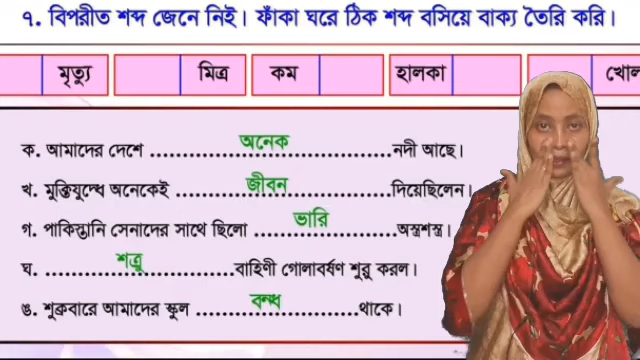 ৭. বিপরীত শব্দ জেনে নিই। ফাঁকা ঘরে ঠিক শব্দ বসিয়ে বাক্য তৈরি করি।
মৃত্যু মিত্র কম হালকা
ক. আমাদের দেশে ......অনেক......নদী আছে।
খ. মুক্তিযুদ্ধে অনেকেই ......জীবন......দিয়েছিলেন।
গ. পাকিস্তানি সেনাদের সাথে ছিলো ......ভারি......অস্ত্রশস্ত্র।
ঘ. ......শত্রু......বাহিণী গোলাবর্ষণ শুরু করল।
ঙ. শুক্রবারে আমাদের স্কুল ......বন্ধ......থাকে।